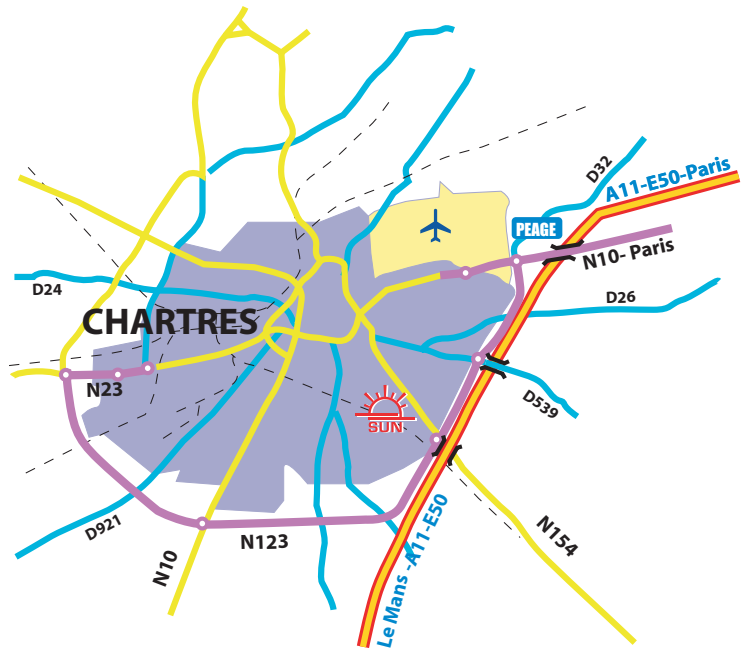 D32
A11-E50-Paris
PEAGE
N10- Paris
D24
D26
CHARTRES
N23
D539
SUN
D921
N123
N10
Le Mans -A11-E50
N154